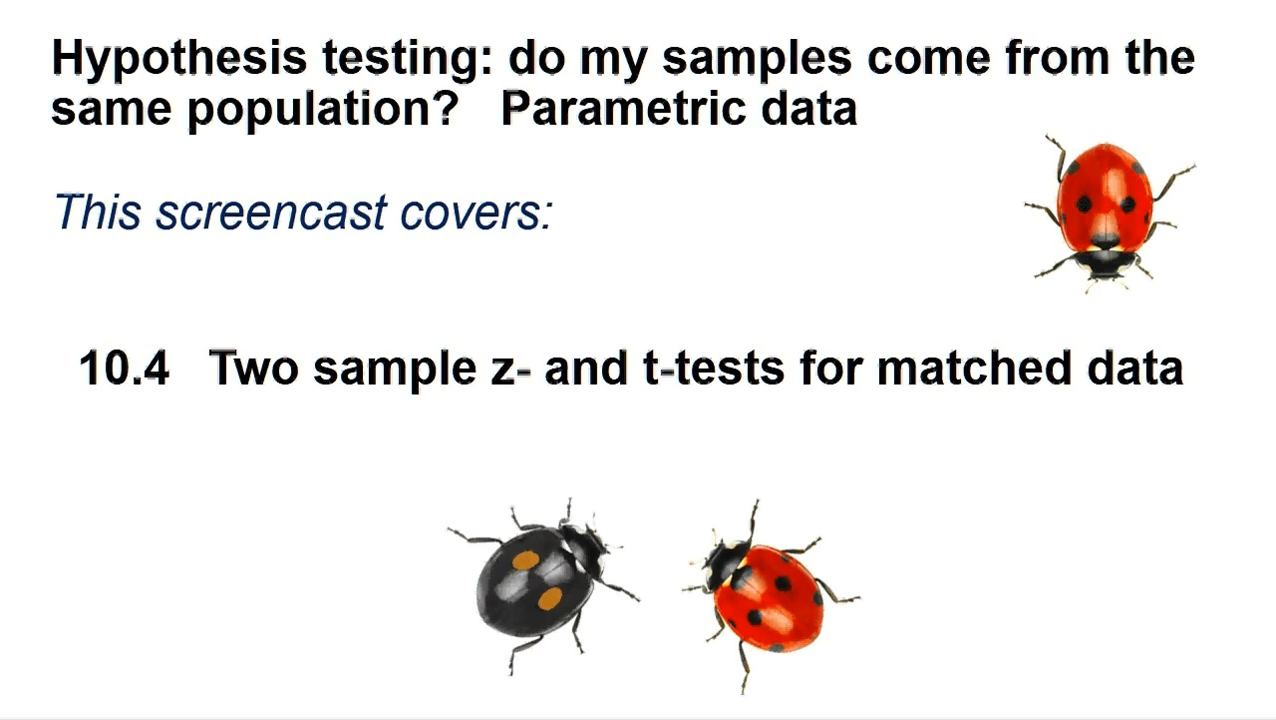 Hypothesis testing: do my samples come from the
same population? Parametric data
This screencast covers:
10.4 Two sample z- and t-tests for matched data